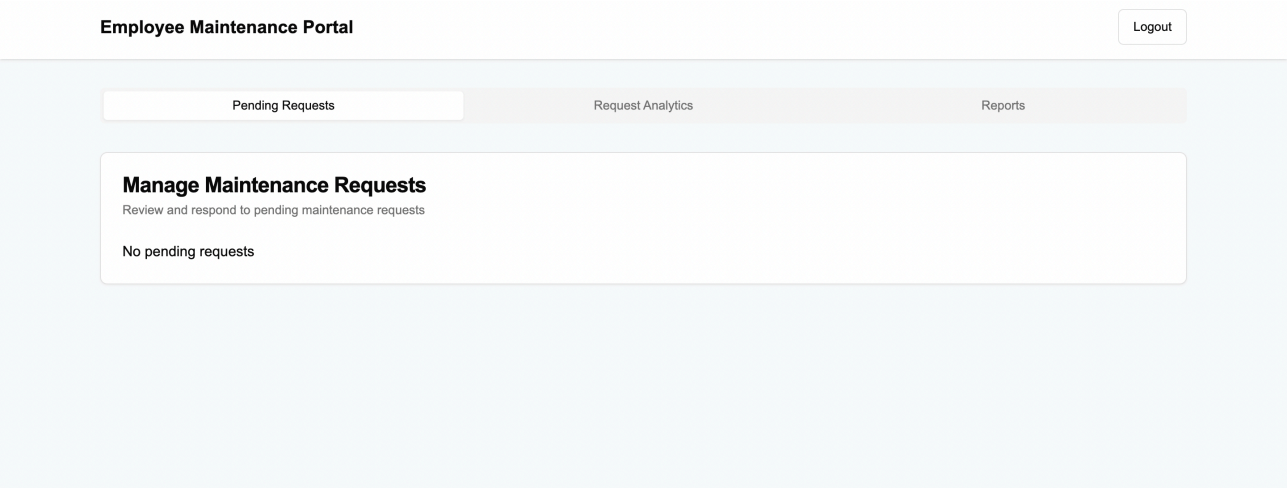 Employee Maintenance Portal
Logout
Pending Requests
Request Analytics
Reports
Manage Maintenance Requests
Review and respond to pending maintenance requests
No pending requests